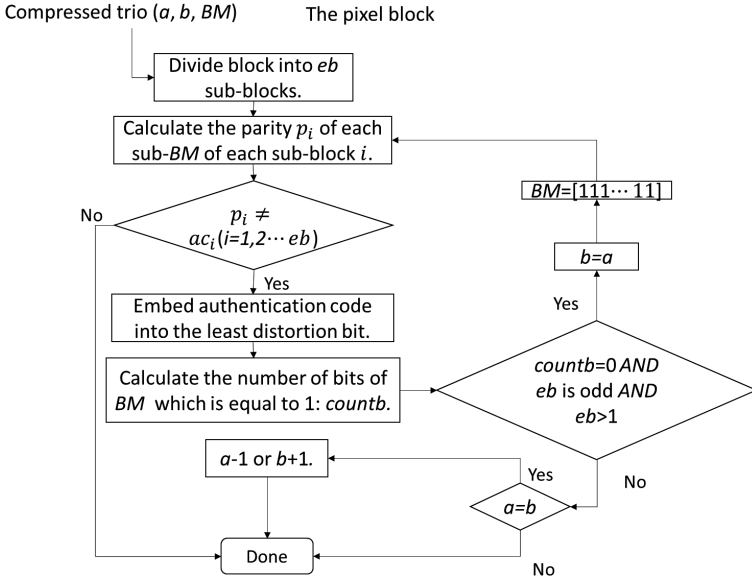 Compressed trio (a, b, BM)
The pixel block
Divide block into eb
sub-blocks.
Calculate the parity pᵢ of each
sub-BM of each sub-block i.
No
pᵢ ≠
acᵢ(i=1,2⋯ eb)
Yes
Embed authentication code
into the least distortion bit.
Calculate the number of bits of
BM which is equal to 1: countb.
BM=[111⋯ 11]
b=a
Yes
countb=0 AND
eb is odd AND
eb>1
No
a-1 or b+1.
Yes
a=b
No
Done